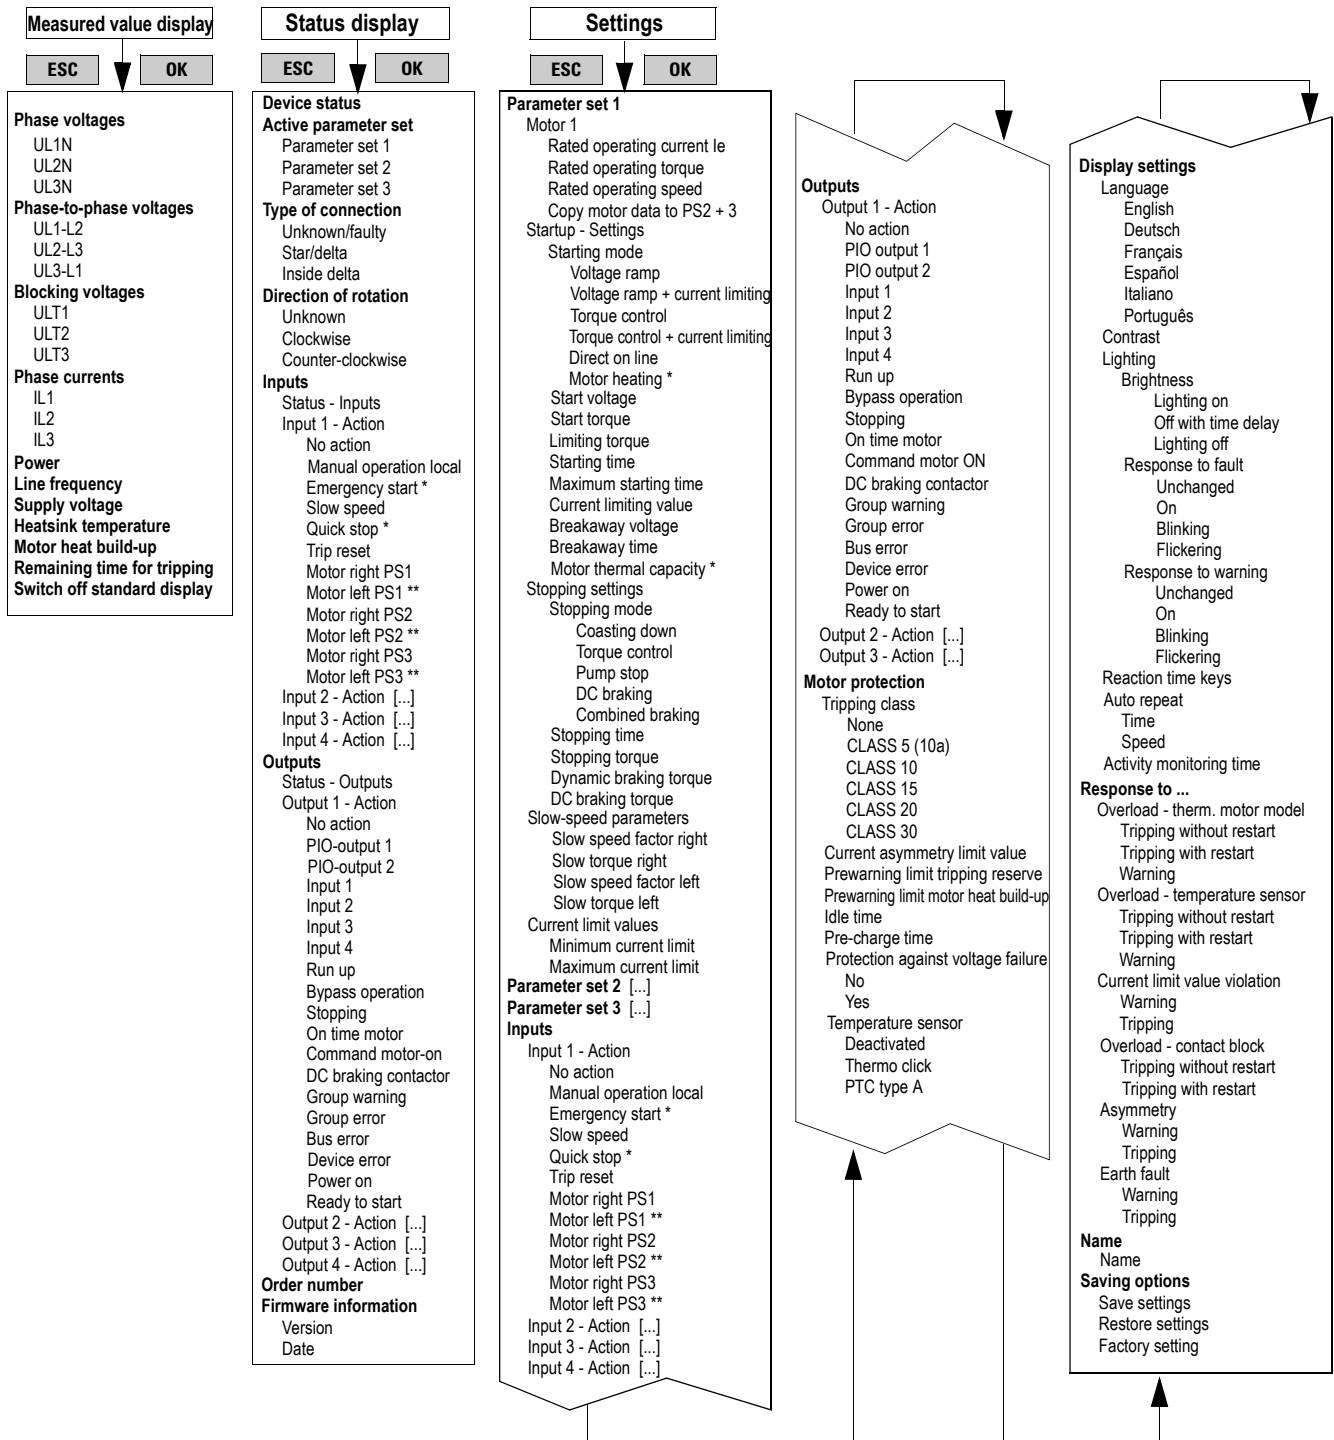 Measured value display
ESC
OK
Phase voltages
UL1N
UL2N
UL3N
Phase-to-phase voltages
UL1-L2
UL2-L3
UL3-L1
Blocking voltages
ULT1
ULT2
ULT3
Phase currents
IL1
IL2
IL3
Power
Line frequency
Supply voltage
Heatsink temperature
Motor heat build-up
Remaining time for tripping
Switch off standard display
Status display
ESC
OK
Device status
Active parameter set
Parameter set 1
Parameter set 2
Parameter set 3
Type of connection
Unknown/faulty
Star/delta
Inside delta
Direction of rotation
Unknown
Clockwise
Counter-clockwise
Inputs
Status - Inputs
Input 1 - Action
No action
Manual operation local
Emergency start *
Slow speed
Quick stop *
Trip reset
Motor right PS1
Motor left PS1 **
Motor right PS2
Motor left PS2 **
Motor right PS3
Motor left PS3 **
Input 2 - Action [...]
Input 3 - Action [...]
Input 4 - Action [...]
Outputs
Status - Outputs
Output 1 - Action
No action
PIO-output 1
PIO-output 2
Input 1
Input 2
Input 3
Input 4
Run up
Bypass operation
Stopping
On time motor
Command motor-on
DC braking contactor
Group warning
Group error
Bus error
Device error
Power on
Ready to start
Output 2 - Action [...]
Output 3 - Action [...]
Output 4 - Action [...]
Order number
Firmware information
Version
Date
Settings
ESC
OK
Parameter set 1
Motor 1
Rated operating current Ie
Rated operating torque
Rated operating speed
Copy motor data to PS2 + 3
Startup - Settings
Starting mode
Voltage ramp
Voltage ramp + current limiting
Torque control
Torque control + current limiting
Direct on line
Motor heating *
Start voltage
Start torque
Limiting torque
Starting time
Maximum starting time
Current limiting value
Breakaway voltage
Breakaway time
Motor thermal capacity *
Stopping settings
Stopping mode
Coasting down
Torque control
Pump stop
DC braking
Combined braking
Stopping time
Stopping torque
Dynamic braking torque
DC braking torque
Slow-speed parameters
Slow speed factor right
Slow torque right
Slow speed factor left
Slow torque left
Current limit values
Minimum current limit
Maximum current limit
Parameter set 2 [...]
Parameter set 3 [...]
Inputs
Input 1 - Action
No action
Manual operation local
Emergency start *
Slow speed
Quick stop *
Trip reset
Motor right PS1
Motor left PS1 **
Motor right PS2
Motor left PS2 **
Motor right PS3
Motor left PS3 **
Input 2 - Action [...]
Input 3 - Action [...]
Input 4 - Action [...]
Outputs
Output 1 - Action
No action
PIO output 1
PIO output 2
Input 1
Input 2
Input 3
Input 4
Run up
Bypass operation
Stopping
On time motor
Command motor ON
DC braking contactor
Group warning
Group error
Bus error
Device error
Power on
Ready to start
Output 2 - Action [...]
Output 3 - Action [...]
Motor protection
Tripping class
None
CLASS 5 (10a)
CLASS 10
CLASS 15
CLASS 20
CLASS 30
Current asymmetry limit value
Prewarning limit tripping reserve
Prewarning limit motor heat build-up
Idle time
Pre-charge time
Protection against voltage failure
No
Yes
Temperature sensor
Deactivated
Thermo click
PTC type A
Display settings
Language
English
Deutsch
Français
Español
Italiano
Português
Contrast
Lighting
Brightness
Lighting on
Off with time delay
Lighting off
Response to fault
Unchanged
On
Blinking
Flickering
Response to warning
Unchanged
On
Blinking
Flickering
Reaction time keys
Auto repeat
Time
Speed
Activity monitoring time
Response to ...
Overload - therm. motor model
Tripping without restart
Tripping with restart
Warning
Overload - temperature sensor
Tripping without restart
Tripping with restart
Warning
Current limit value violation
Warning
Tripping
Overload - contact block
Tripping without restart
Tripping with restart
Asymmetry
Warning
Tripping
Earth fault
Warning
Tripping
Name
Name
Saving options
Save settings
Restore settings
Factory setting